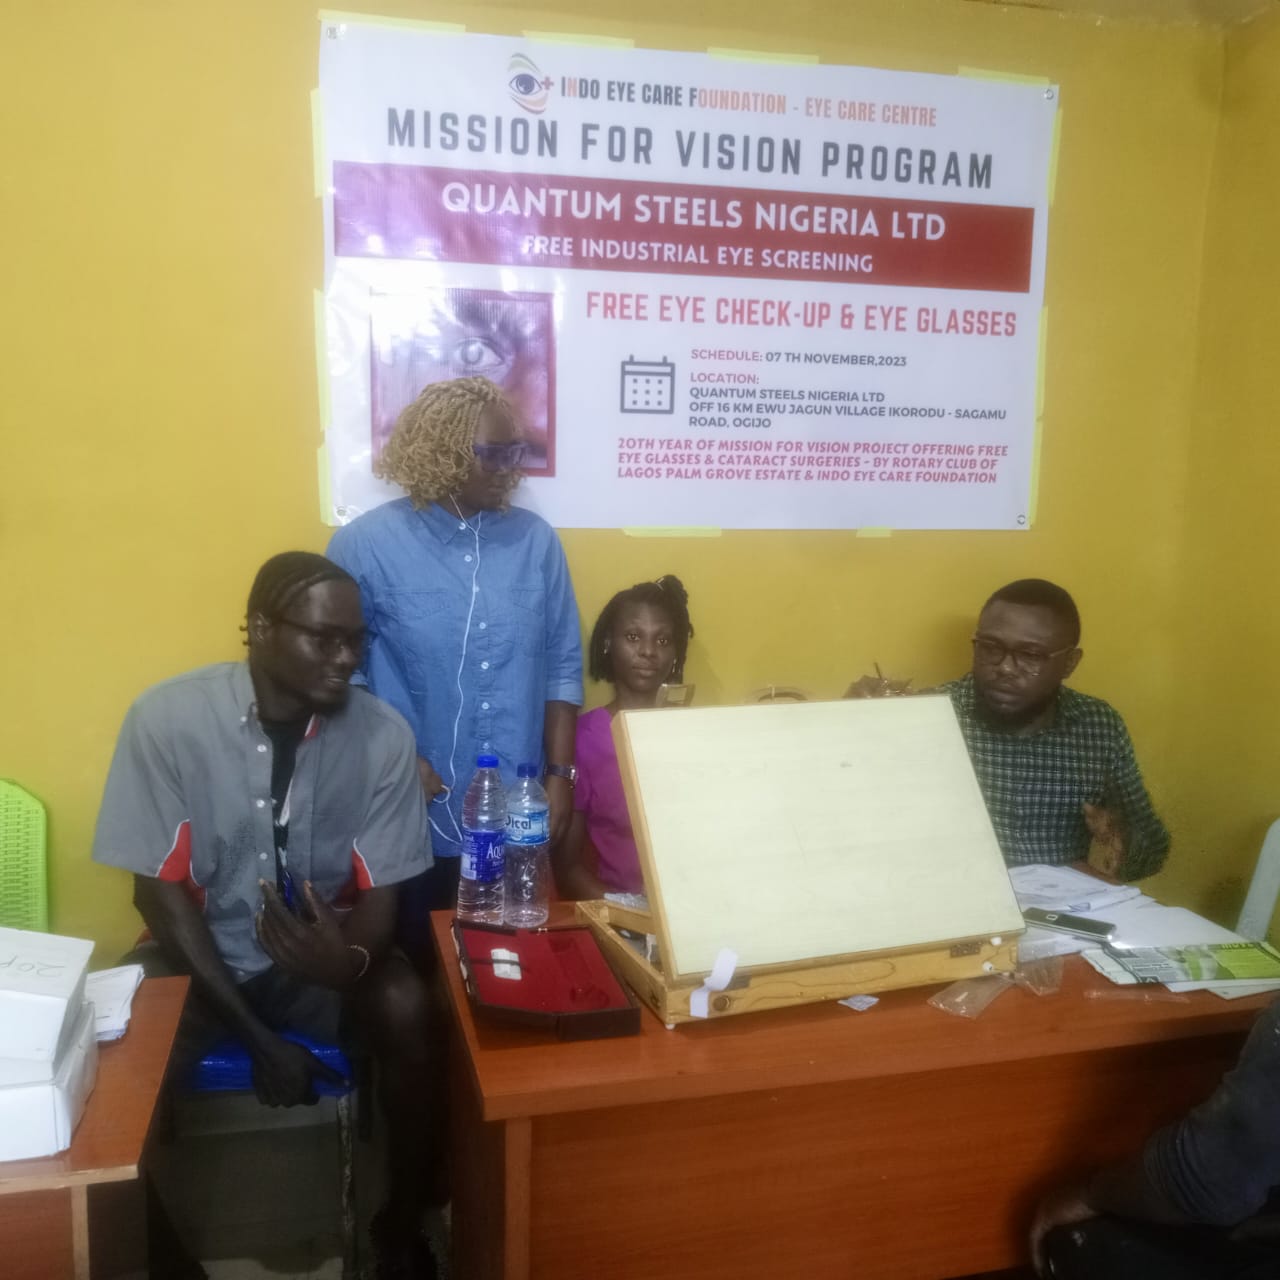 INDO EYE CARE FOUNDATION - EYE CARE CENTRE
MISSION FOR VISION PROGRAM
QUANTUM STEELS NIGERIA LTD
FREE INDUSTRIAL EYE SCREENING
FREE EYE CHECK-UP & EYE GLASSES
SCHEDULE: 07 TH NOVEMBER,2023
LOCATION:
QUANTUM STEELS NIGERIA LTD
OFF 16 KM EWU JAGUN VILLAGE IKORODU - SAGAMU
ROAD, OGIJO
20TH YEAR OF MISSION FOR VISION PROJECT OFFERING FREE
EYE GLASSES & CATARACT SURGERIES - BY ROTARY CLUB OF
LAGOS PALM GROVE ESTATE & INDO EYE CARE FOUNDATION